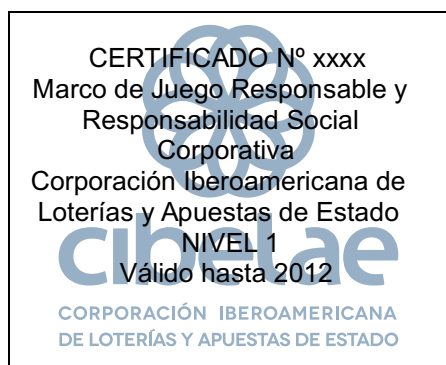 CERTIFICADO Nº xxxx
Marco de Juego Responsable y
Responsabilidad Social
Corporativa
Corporación Iberoamericana de
Loterías y Apuestas de Estado
NIVEL 1
cibelae
Válido hasta 2012
CORPORACIÓN IBEROAMERICANA
DE LOTERÍAS Y APUESTAS DE ESTADO